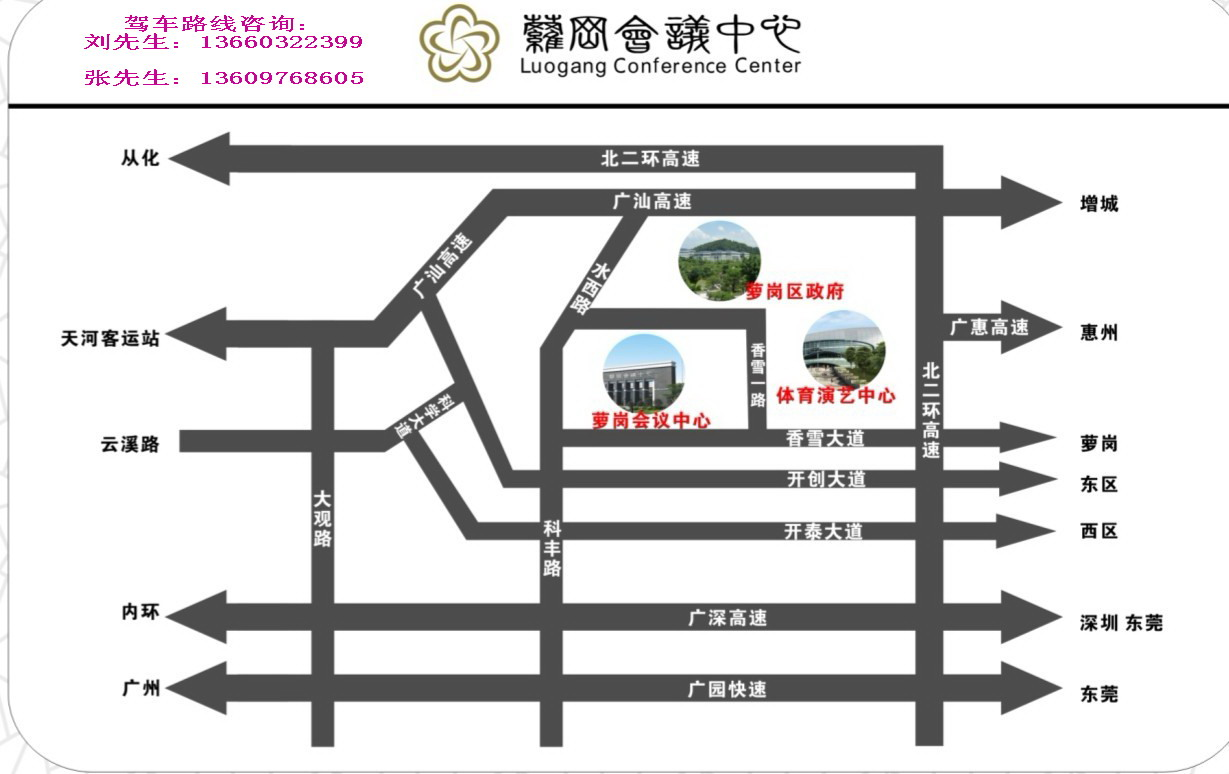 驾车路线咨询:
刘先生: 13660322399
张先生: 13609768605
蘿岡會議中心
Luogang Conference Center
从化
北二环高速
广汕高速
增城
广汕高速
水西路
萝岗区政府
天河客运站
广惠高速
惠州
香雪一路
体育演艺中心
蘿岡會議中心
萝岗会议中心
北二环高速
科学大道
云溪路
香雪大道
萝岗
开创大道
东区
大观路
科丰路
开泰大道
西区
内环
广深高速
深圳 东莞
广州
广园快速
东莞